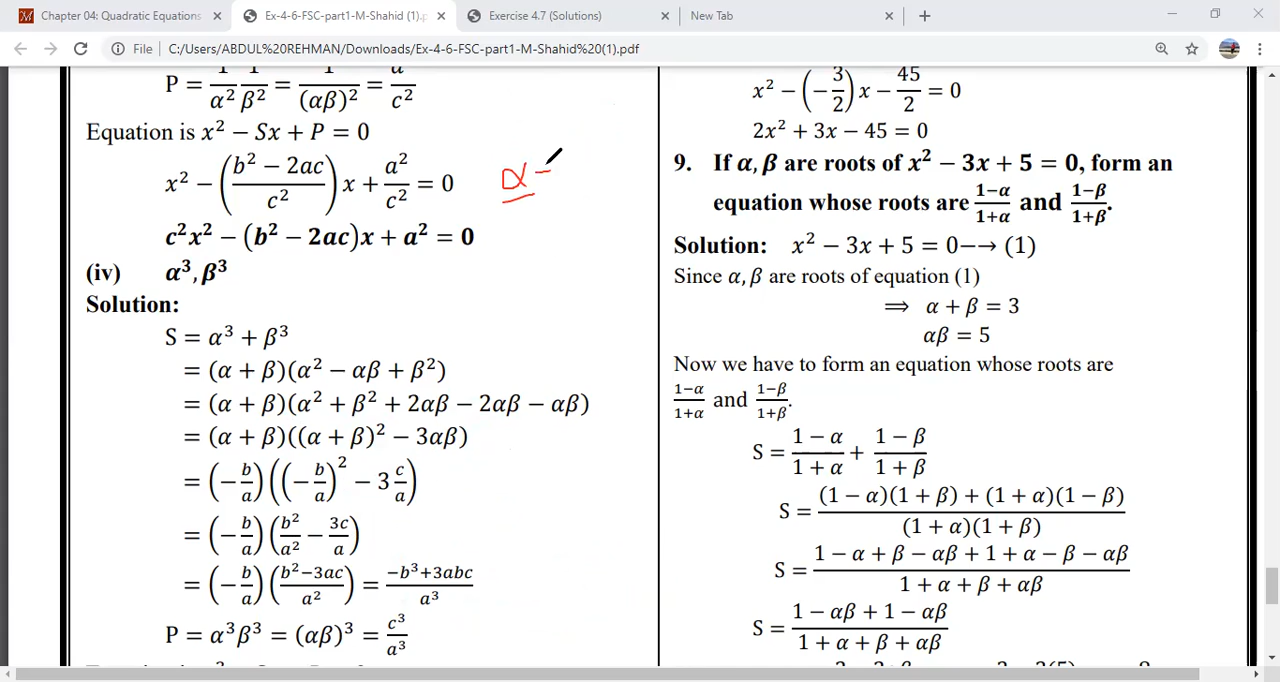 Chapter 04: Quadratic Equations
Ex-4-6-FSC-part1-M-Shahid (1).p
Exercise 4.7 (Solutions)
New Tab
File | C:/Users/ABDUL%20REHMAN/Downloads/Ex-4-6-FSC-part1-M-Shahid%20(1).pdf
P = 1/α² 1/β² = 1/(αβ)² = a/c²
Equation is x² − Sx + P = 0
x² − ((b² − 2ac)/c²) x + a²/c² = 0
α −
c²x² − (b² − 2ac)x + a² = 0
(iv) α³, β³
Solution:
S = α³ + β³
= (α + β)(α² − αβ + β²)
= (α + β)(α² + β² + 2αβ − 2αβ − αβ)
= (α + β)((α + β)² − 3αβ)
= (−b/a)((−b/a)² − 3 c/a)
= (−b/a)(b²/a² − 3c/a)
= (−b/a)((b²−3ac)/a²) = (−b³+3abc)/a³
P = α³β³ = (αβ)³ = c³/a³
x² − (−3/2)x − 45/2 = 0
2x² + 3x − 45 = 0
9. If α, β are roots of x² − 3x + 5 = 0, form an
equation whose roots are (1−α)/(1+α) and (1−β)/(1+β).
Solution: x² − 3x + 5 = 0−→ (1)
Since α, β are roots of equation (1)
⟹ α + β = 3
αβ = 5
Now we have to form an equation whose roots are
(1−α)/(1+α) and (1−β)/(1+β).
S = (1 − α)/(1 + α) + (1 − β)/(1 + β)
S = ((1 − α)(1 + β) + (1 + α)(1 − β))/((1 + α)(1 + β))
S = (1 − α + β − αβ + 1 + α − β − αβ)/(1 + α + β + αβ)
S = (1 − αβ + 1 − αβ)/(1 + α + β + αβ)